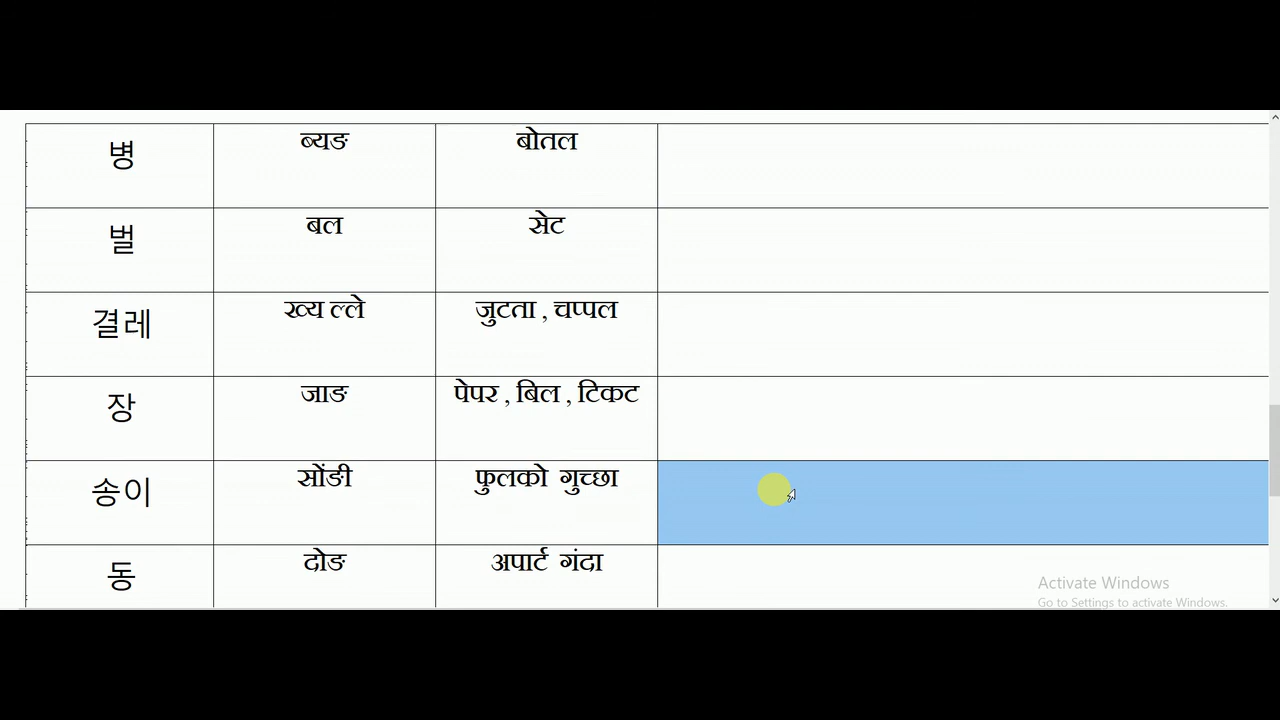 병 ब्यङ बोतल
벌 बल सेट
결레 ख्य ल्ले जुटता , चप्पल
장 जाङ पेपर , बिल , टिकट
송이 सोंङी फुलको गुच्छा
동 दोङ अपार्ट गंदा
Activate Windows
Go to Settings to activate Windows.